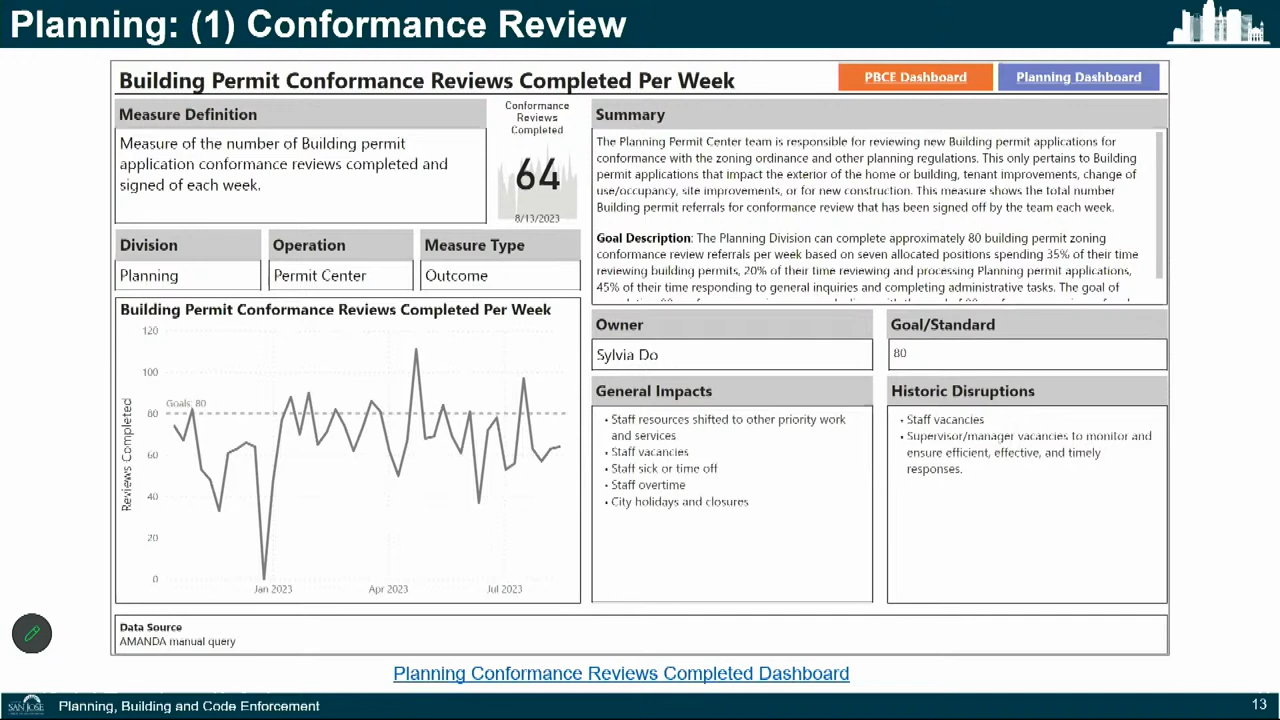 Planning: (1) Conformance Review
Building Permit Conformance Reviews Completed Per Week
PBCE Dashboard
Planning Dashboard
Measure Definition
Measure of the number of Building permit
application conformance reviews completed and
signed of each week.
Conformance
Reviews
Completed
64
8/13/2023
Summary
The Planning Permit Center team is responsible for reviewing new Building permit applications for
conformance with the zoning ordinance and other planning regulations. This only pertains to Building
permit applications that impact the exterior of the home or building, tenant improvements, change of
use/occupancy, site improvements, or for new construction. This measure shows the total number
Building permit referrals for conformance review that has been signed off by the team each week.
Goal Description: The Planning Division can complete approximately 80 building permit zoning
conformance review referrals per week based on seven allocated positions spending 35% of their time
reviewing building permits, 20% of their time reviewing and processing Planning permit applications,
45% of their time responding to general inquiries and completing administrative tasks. The goal of
Division
Operation
Measure Type
Planning
Permit Center
Outcome
Building Permit Conformance Reviews Completed Per Week
Reviews Completed
120
100
80
60
40
20
0
Goals: 80
Jan 2023
Apr 2023
Jul 2023
Owner
Sylvia Do
Goal/Standard
80
General Impacts
• Staff resources shifted to other priority work
and services
• Staff vacancies
• Staff sick or time off
• Staff overtime
• City holidays and closures
Historic Disruptions
• Staff vacancies
• Supervisor/manager vacancies to monitor and
ensure efficient, effective, and timely
responses.
Data Source
AMANDA manual query
Planning Conformance Reviews Completed Dashboard
SAN JOSE
Planning, Building and Code Enforcement
13